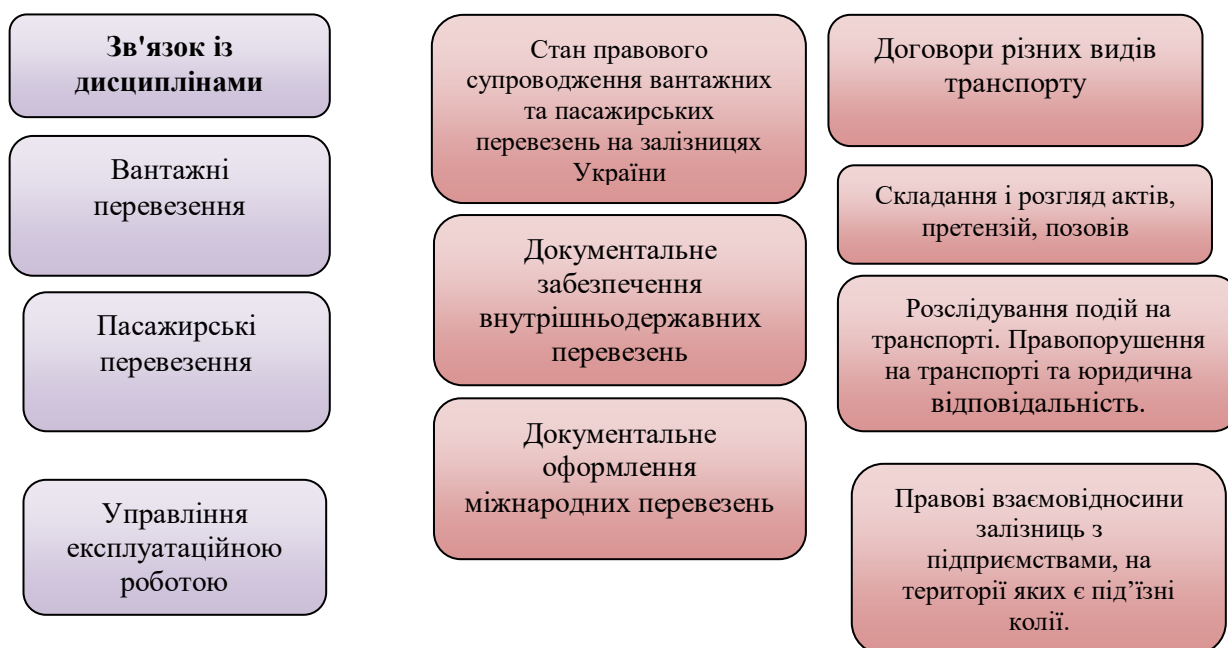 Зв'язок із
дисциплінами
Вантажні
перевезення
Пасажирські
перевезення
Управління
експлуатаційною
роботою
Стан правового
супроводження вантажних
та пасажирських
перевезень на залізницях
України
Документальне
забезпечення
внутрішньодержавних
перевезень
Документальне
оформлення
міжнародних перевезень
Договори різних видів
транспорту
Складання і розгляд актів,
претензій, позовів
Розслідування подій на
транспорті. Правопорушення
на транспорті та юридична
відповідальність.
Правові взаємовідносини
залізниць з
підприємствами, на
території яких є під’їзні
колії.